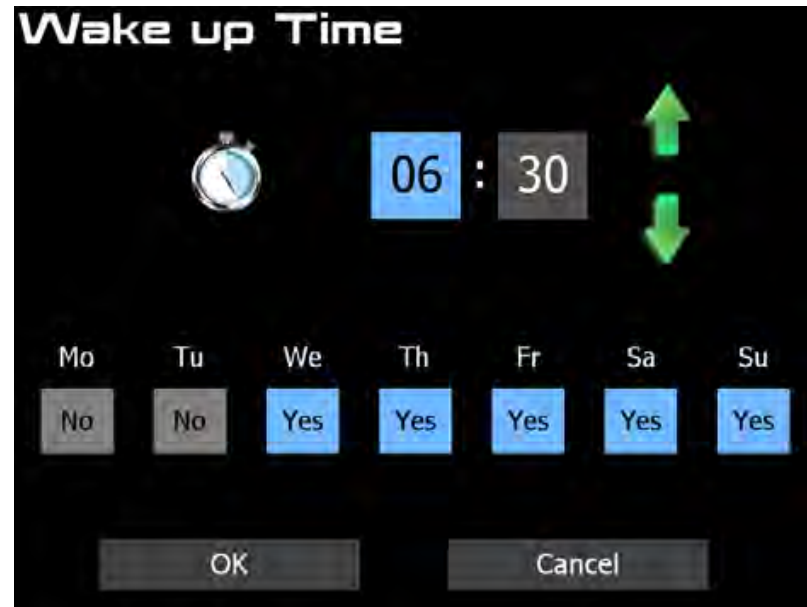 Wake up Time
06 : 30
Mo Tu We Th Fr Sa Su
No No Yes Yes Yes Yes Yes
OK Cancel